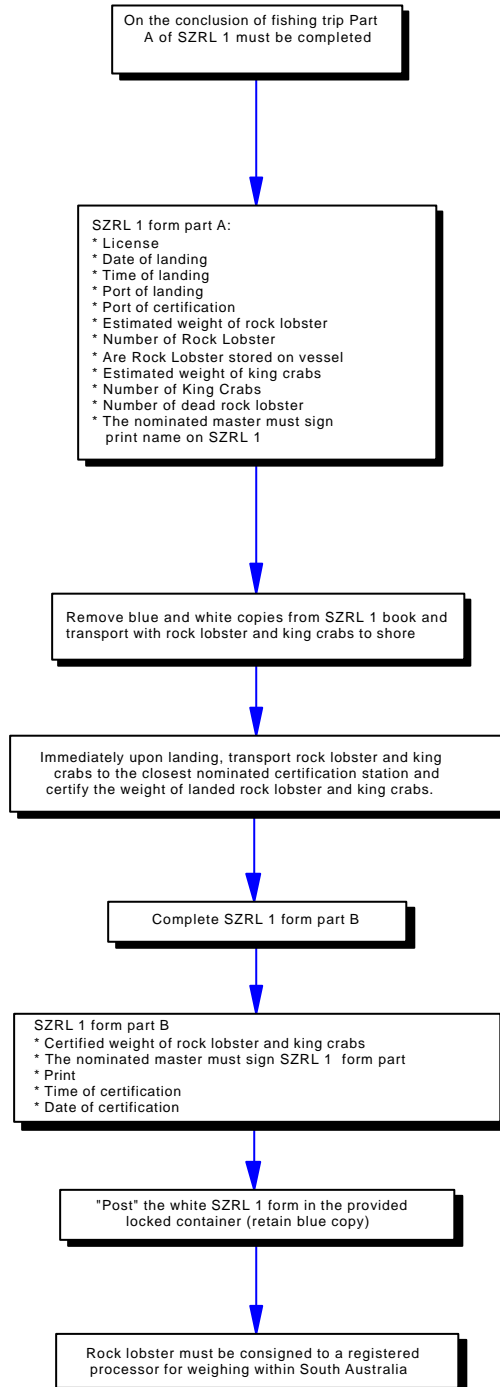 On the conclusion of fishing trip Part
A of SZRL 1 must be completed
SZRL 1 form part A:
* License
* Date of landing
* Time of landing
* Port of landing
* Port of certification
* Estimated weight of rock lobster
* Number of Rock Lobster
* Are Rock Lobster stored on vessel
* Estimated weight of king crabs
* Number of King Crabs
* Number of dead rock lobster
* The nominated master must sign
print name on SZRL 1
Remove blue and white copies from SZRL 1 book and
transport with rock lobster and king crabs to shore
Immediately upon landing, transport rock lobster and king
crabs to the closest nominated certification station and
certify the weight of landed rock lobster and king crabs.
Complete SZRL 1 form part B
SZRL 1 form part B
* Certified weight of rock lobster and king crabs
* The nominated master must sign SZRL 1 form part
* Print
* Time of certification
* Date of certification
"Post" the white SZRL 1 form in the provided
locked container (retain blue copy)
Rock lobster must be consigned to a registered
processor for weighing within South Australia